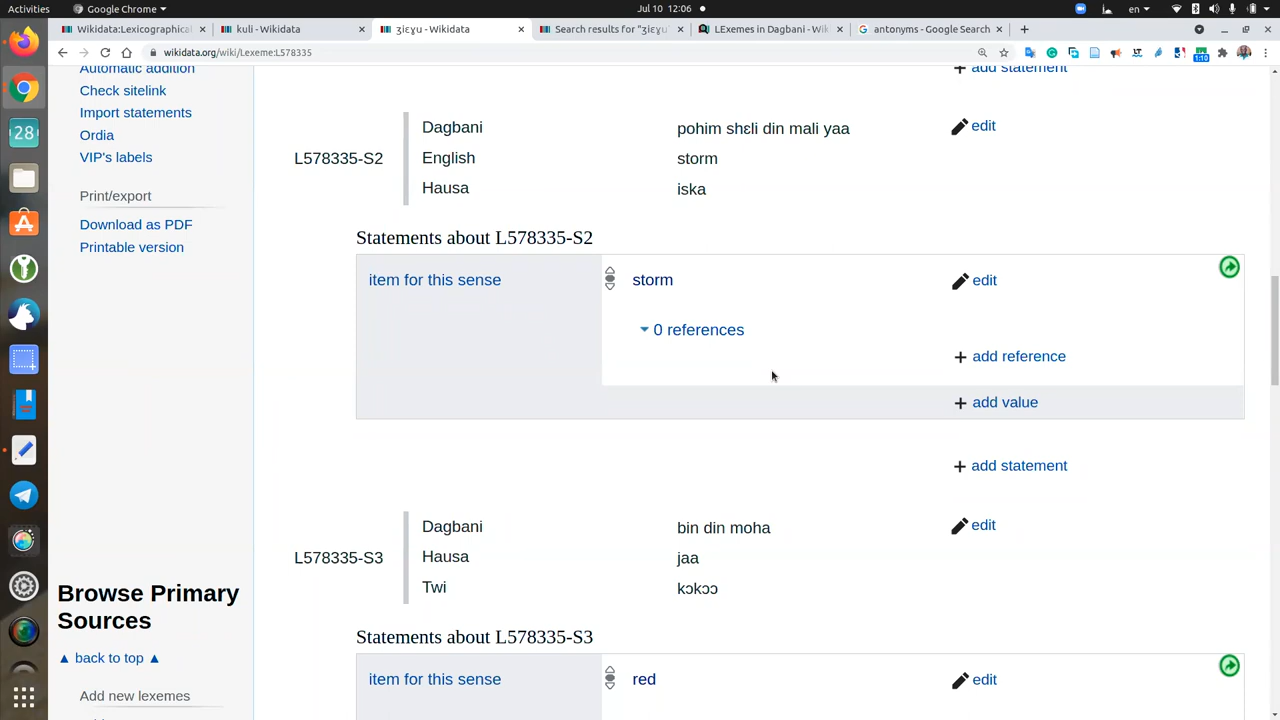 Activities Google Chrome Jul 10 12:06 en
Wikidata:Lexicographical kuli - Wikidata ʒiɛɣu - Wikidata Search results for "ʒiɛɣu" LExemes in Dagbani - Wik antonyms - Google Search
wikidata.org/wiki/Lexeme:L578335
1:10
28
Automatic addition
Check sitelink
Import statements
Ordia
VIP's labels
Print/export
Download as PDF
Printable version
Browse Primary
Sources
▲ back to top ▲
Add new lexemes
+ add statement
L578335-S2
Dagbani pohim shɛli din mali yaa edit
English storm
Hausa iska
Statements about L578335-S2
item for this sense storm edit
0 references
+ add reference
+ add value
+ add statement
L578335-S3
Dagbani bin din moha edit
Hausa jaa
Twi kɔkɔɔ
Statements about L578335-S3
item for this sense red edit